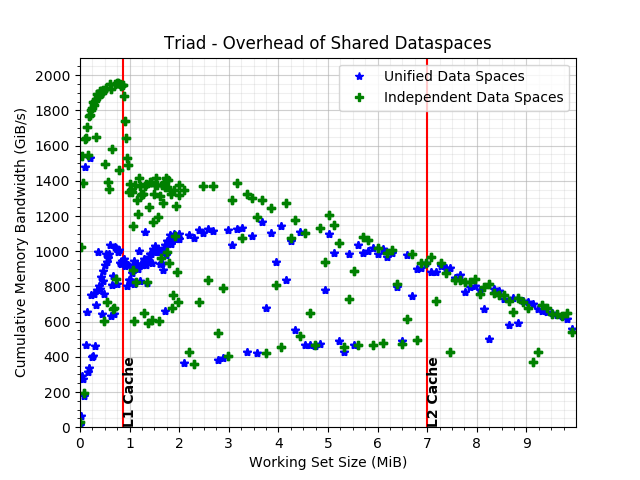 Triad - Overhead of Shared Dataspaces
Cumulative Memory Bandwidth (GiB/s)
2000
1800
1600
1400
1200
1000
800
600
400
200
0
Unified Data Spaces
Independent Data Spaces
L1 Cache
L2 Cache
0 1 2 3 4 5 6 7 8 9
Working Set Size (MiB)